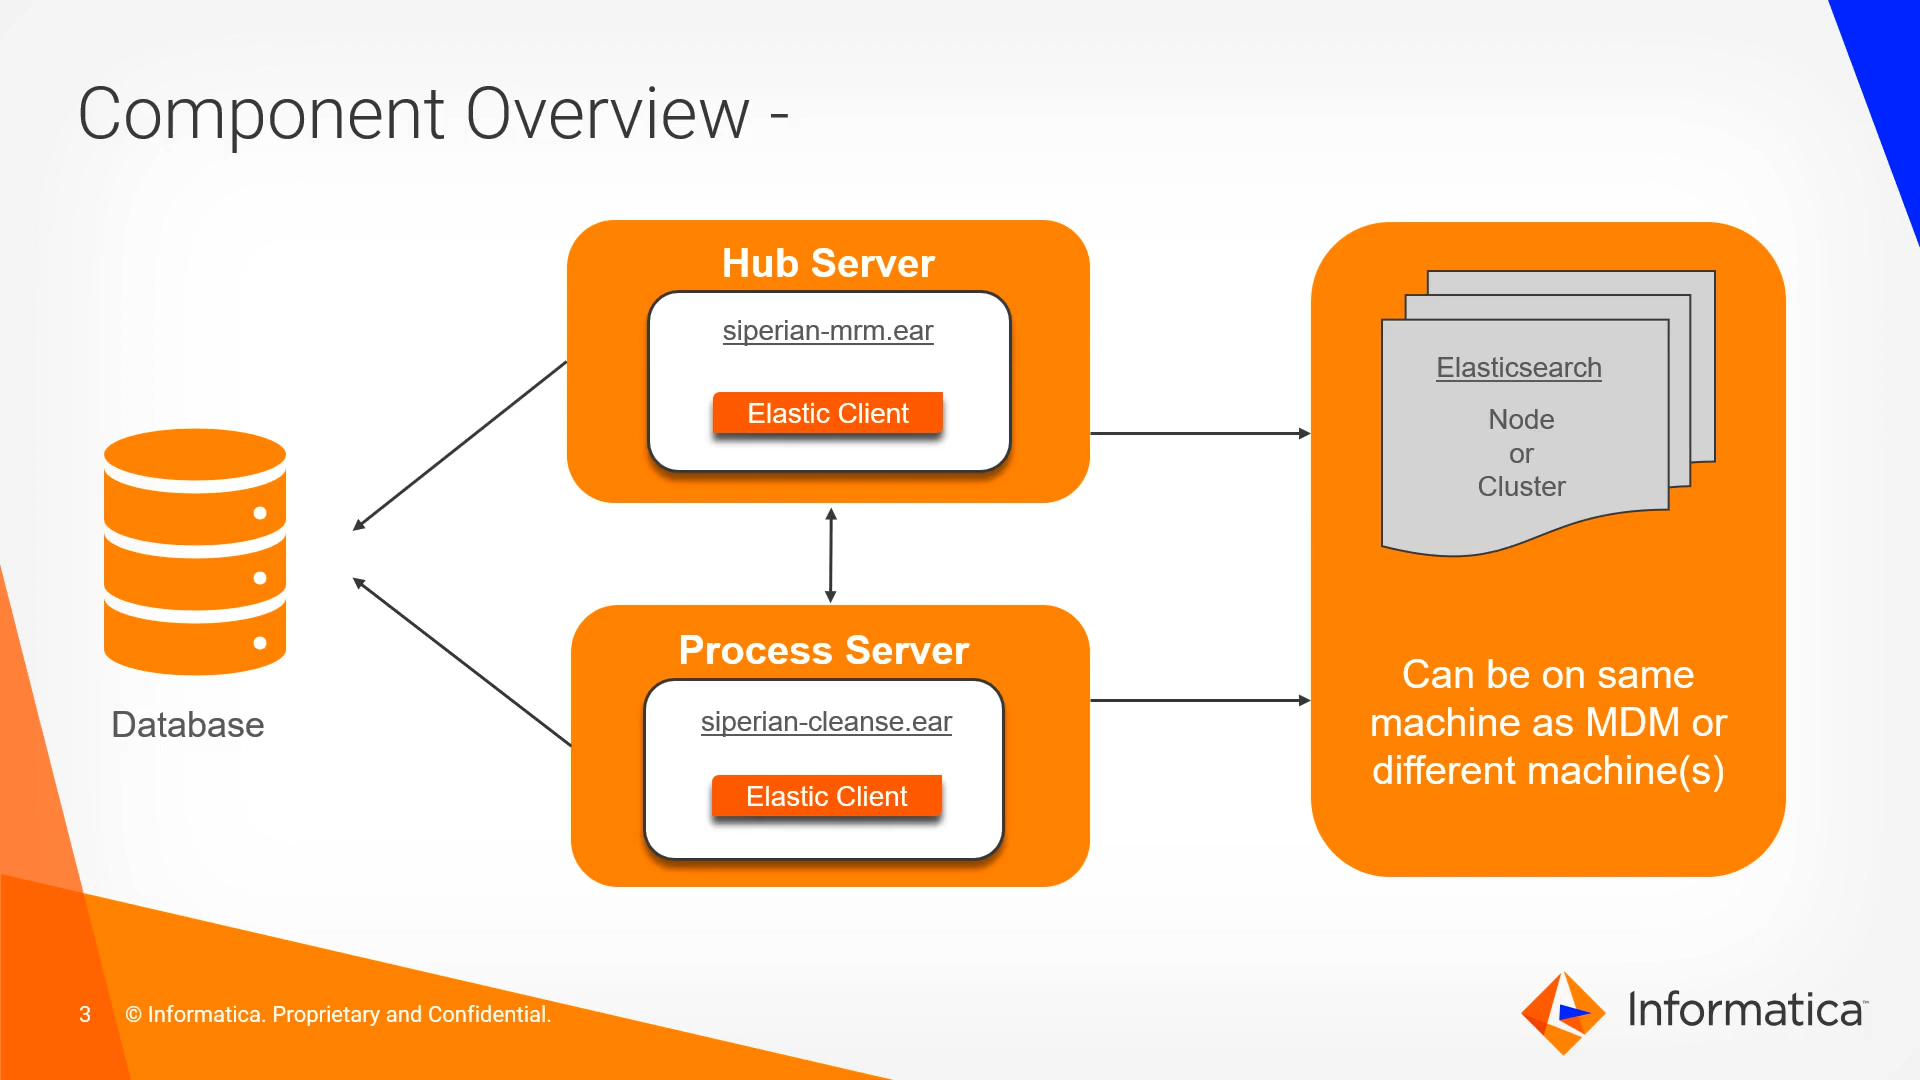 Component Overview -
Hub Server
siperian-mrm.ear
Elastic Client
Elasticsearch
Node
or
Cluster
Database
Process Server
siperian-cleanse.ear
Elastic Client
Can be on same
machine as MDM or
different machine(s)
3 © Informatica. Proprietary and Confidential.
Informatica™